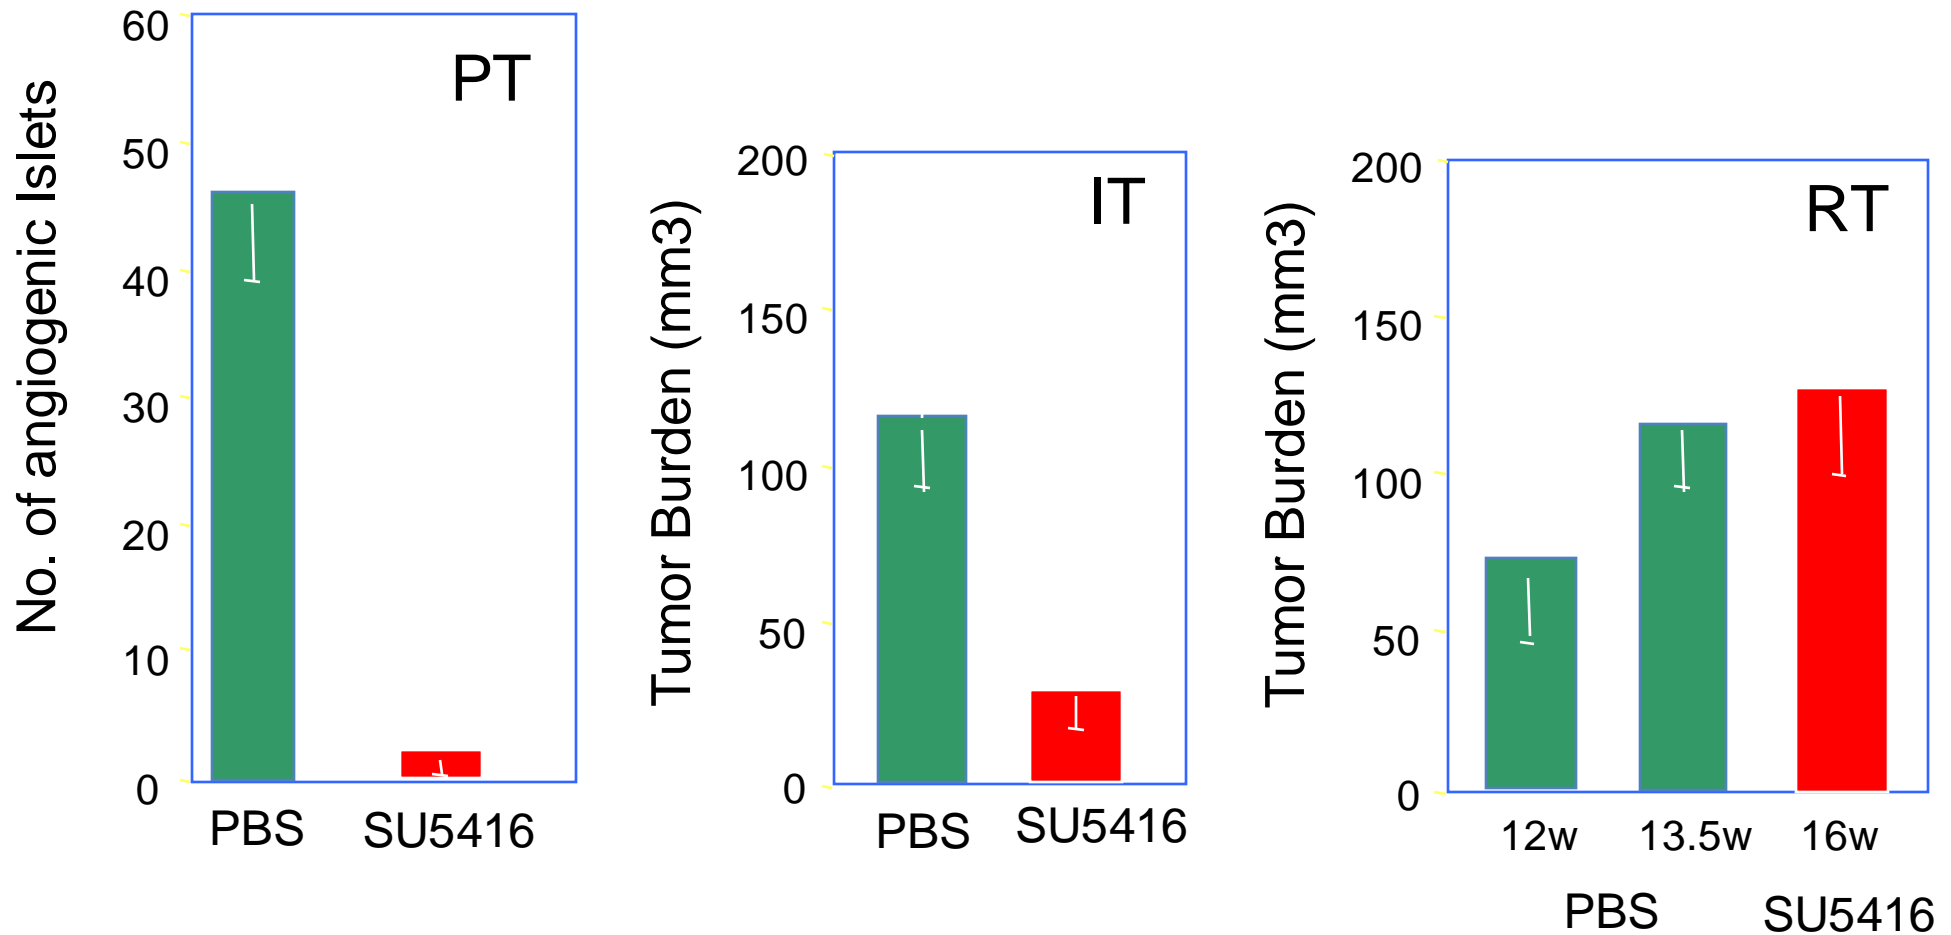 No. of angiogenic Islets
60
50
40
30
20
10
0
PT
PBS
SU5416
Tumor Burden (mm3)
200
150
100
50
0
IT
PBS
SU5416
Tumor Burden (mm3)
200
150
100
50
0
RT
12w
13.5w
16w
PBS
SU5416